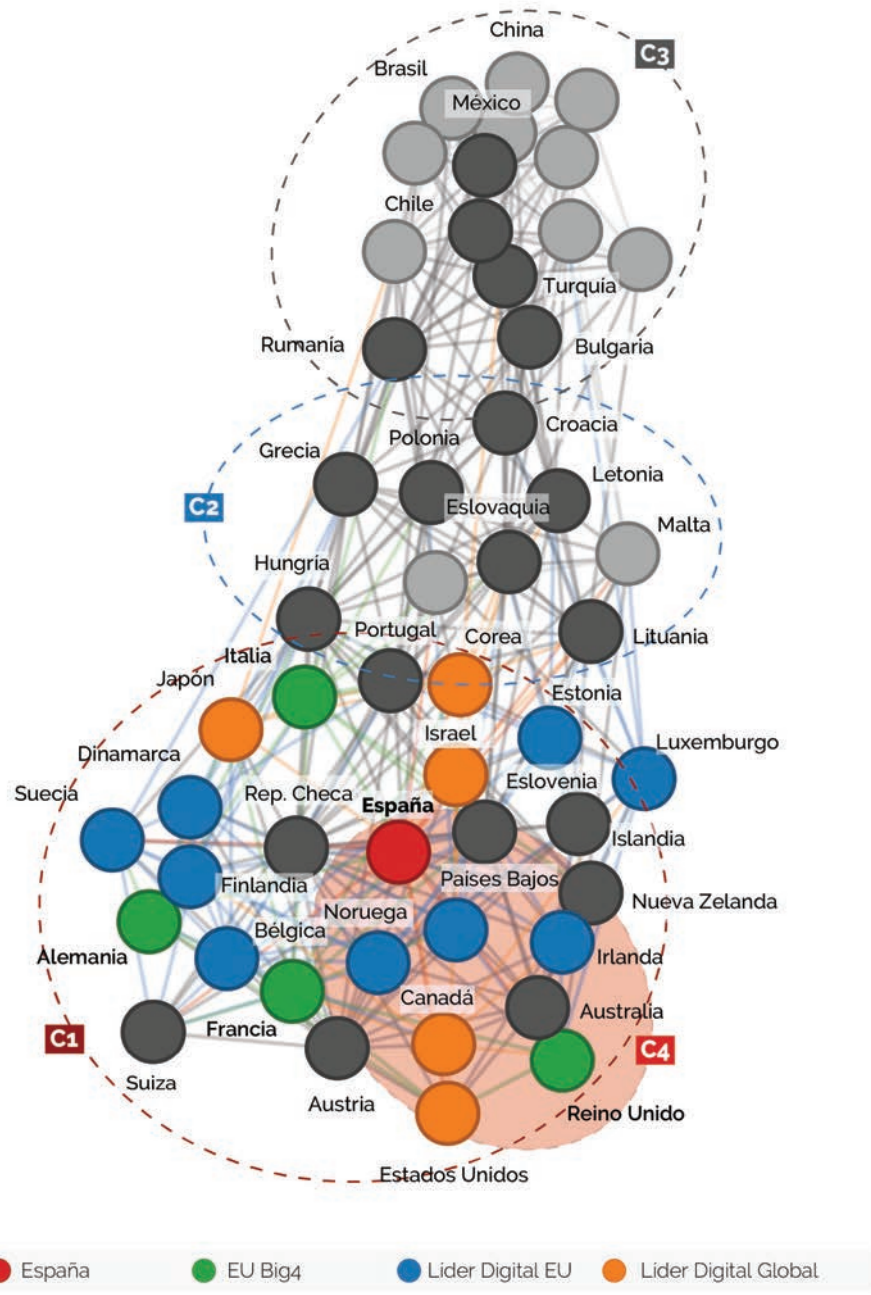 China
C3
Brasil
México
Chile
Turquía
Rumanía
Bulgaria
Croacia
Polonia
Grecia
Letonia
C2
Eslovaquia
Malta
Hungría
Portugal
Corea
Lituania
Italia
Japón
Estonia
Israel
Luxemburgo
Dinamarca
Eslovenia
Suecia
Rep. Checa
España
Islandia
Países Bajos
Finlandia
Nueva Zelanda
Noruega
Bélgica
Alemania
Irlanda
Canadá
Australia
Francia
C1
C4
Suiza
Austria
Reino Unido
Estados Unidos
España
EU Big4
Lider Digital EU
Lider Digital Global